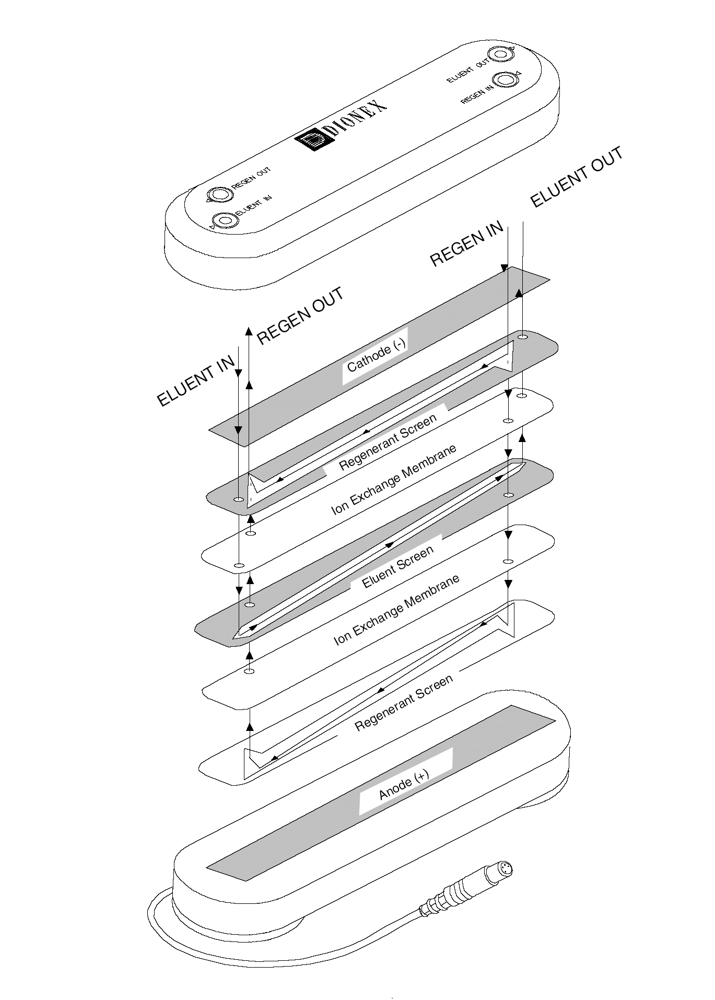 ELUENT OUT
REGEN IN
DIONEX
REGEN OUT
ELUENT IN
ELUENT OUT
REGEN IN
REGEN OUT
ELUENT IN
Cathode (-)
Regenerant Screen
Ion Exchange Membrane
Eluent Screen
Ion Exchange Membrane
Regenerant Screen
Anode (+)